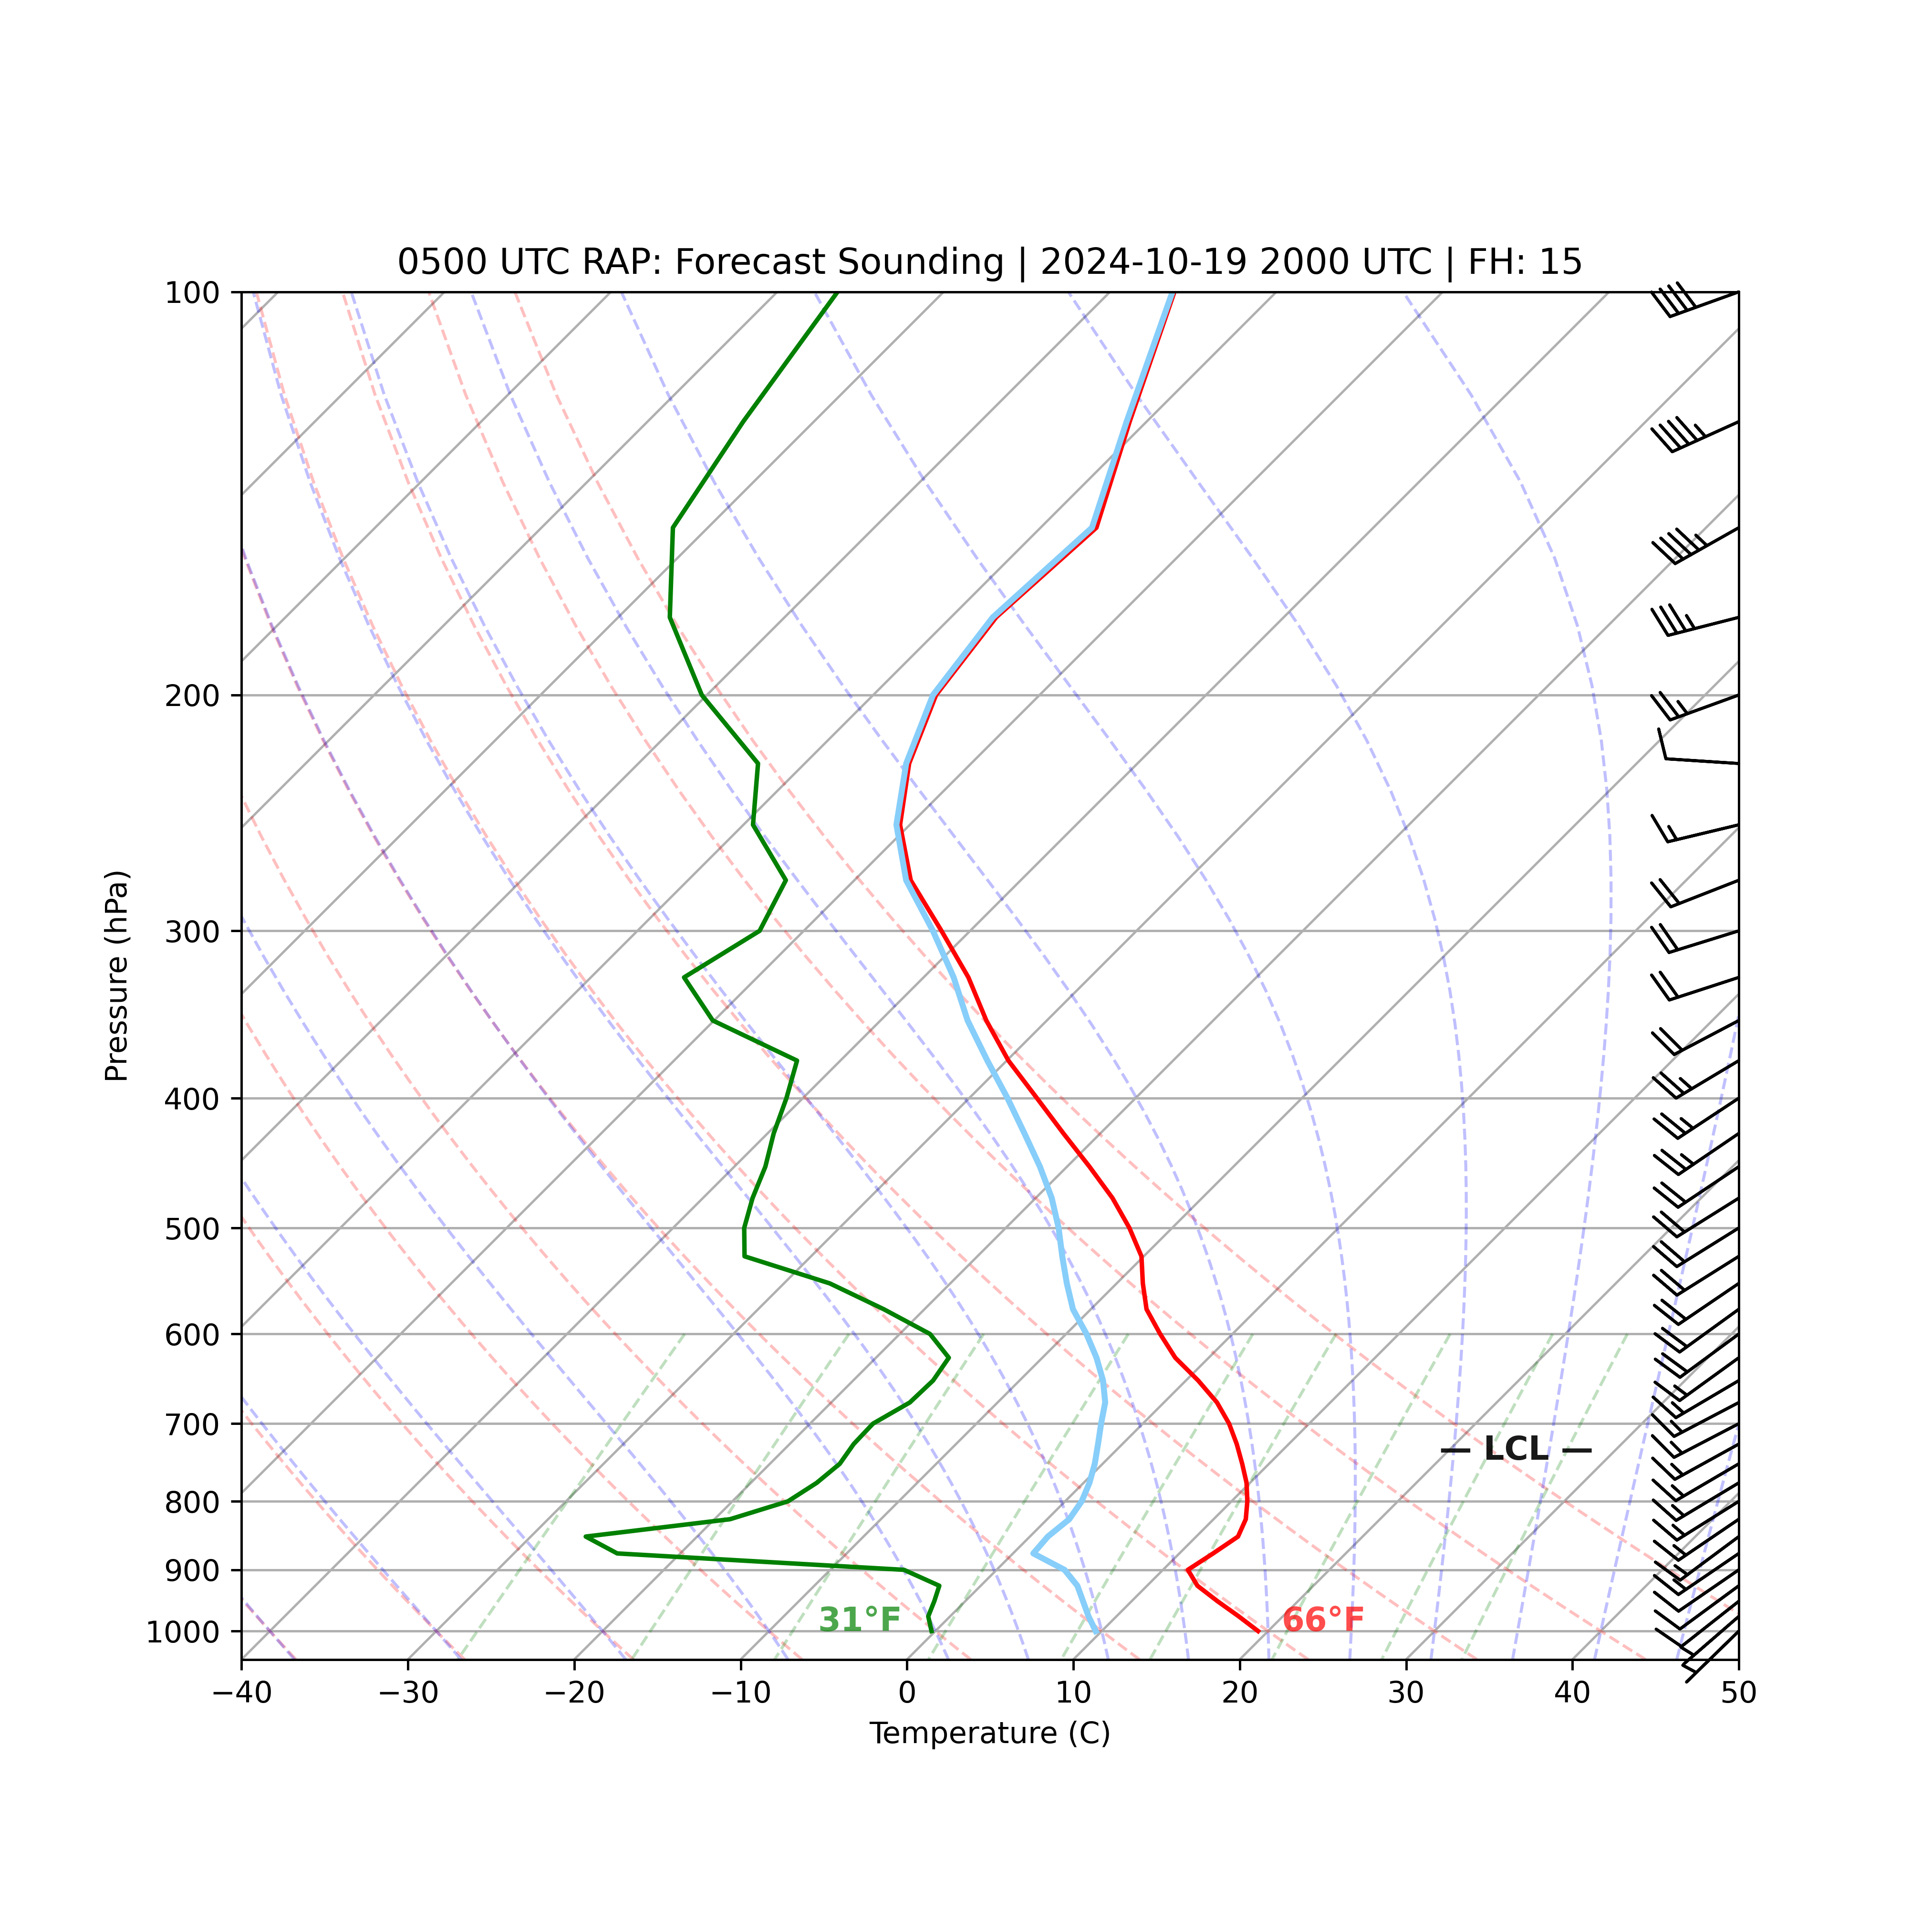 0500 UTC RAP: Forecast Sounding | 2024-10-19 2000 UTC | FH: 15
100
200
300
400
500
600
700
800
900
1000
Pressure (hPa)
— LCL —
31°F
66°F
−40 −30 −20 −10 0 10 20 30 40 50
Temperature (C)